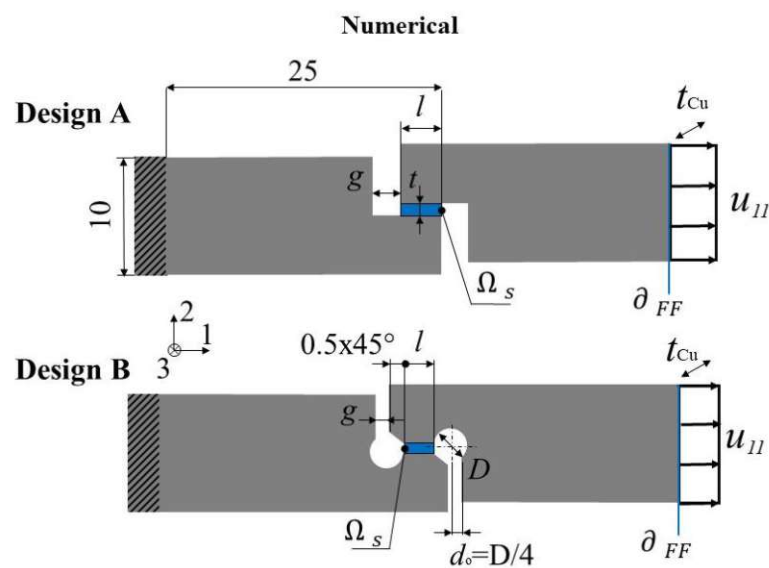 Numerical
25
Design A
l
t_Cu
g
t
10
u_11
Ω_s
∂_FF
2
1
3
0.5x45°
l
t_Cu
Design B
g
u_11
D
Ω_s
d_o=D/4
∂_FF